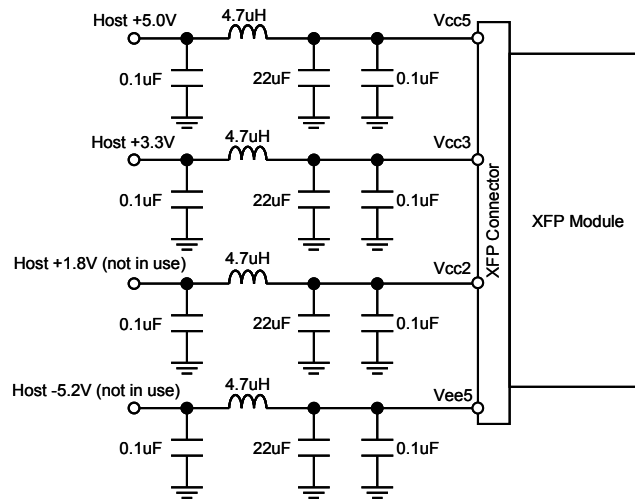 Host +5.0V
4.7uH
Vcc5
0.1uF
22uF
0.1uF
Host +3.3V
4.7uH
Vcc3
0.1uF
22uF
0.1uF
Host +1.8V (not in use)
4.7uH
Vcc2
0.1uF
22uF
0.1uF
Host -5.2V (not in use)
4.7uH
Vee5
0.1uF
22uF
0.1uF
XFP Connector
XFP Module